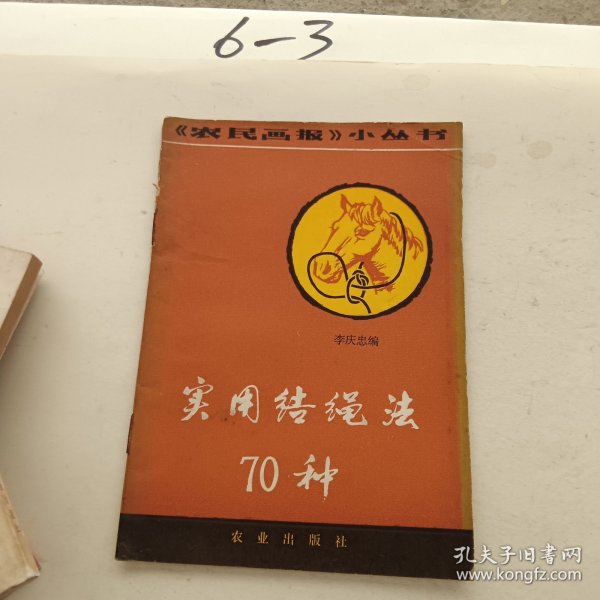 6-3
《农民画报》小丛书
李庆忠编
实用结绳法
70种
农业出版社
孔夫子旧书网
www.kongfz.com